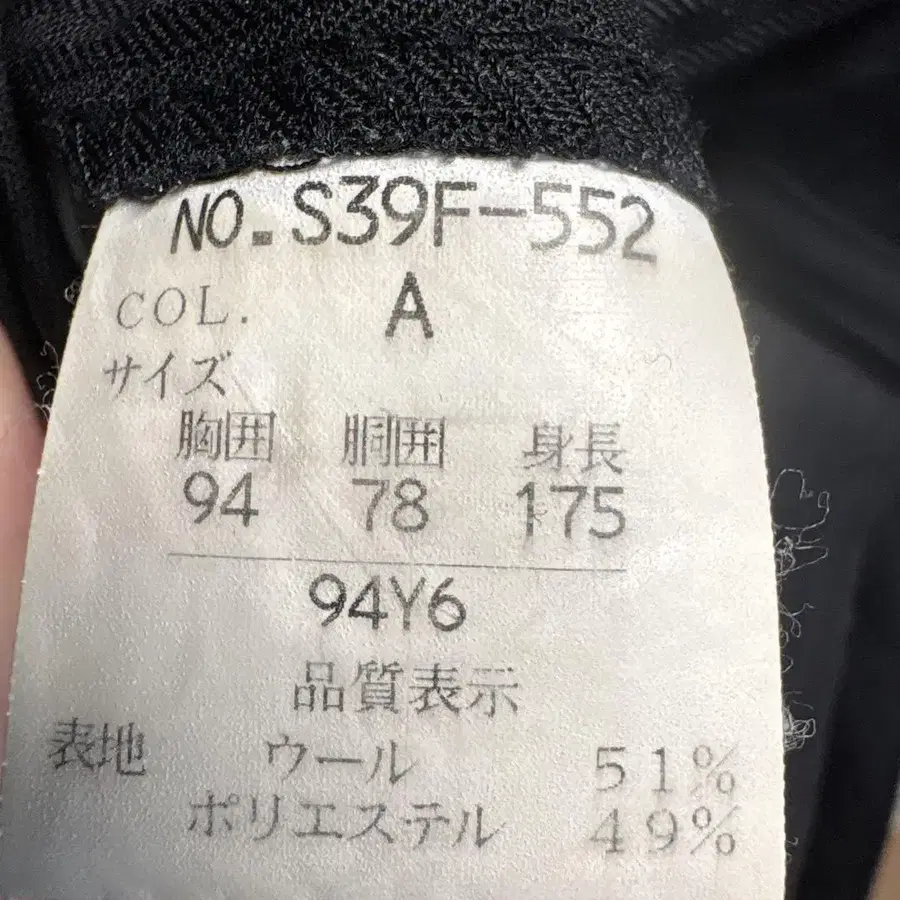 NO.S39F-552
COL. A
サイズ
胸囲 胴囲 身長
94 78 175
94Y6
品質表示
表地 ウール 51%
ポリエステル 49%